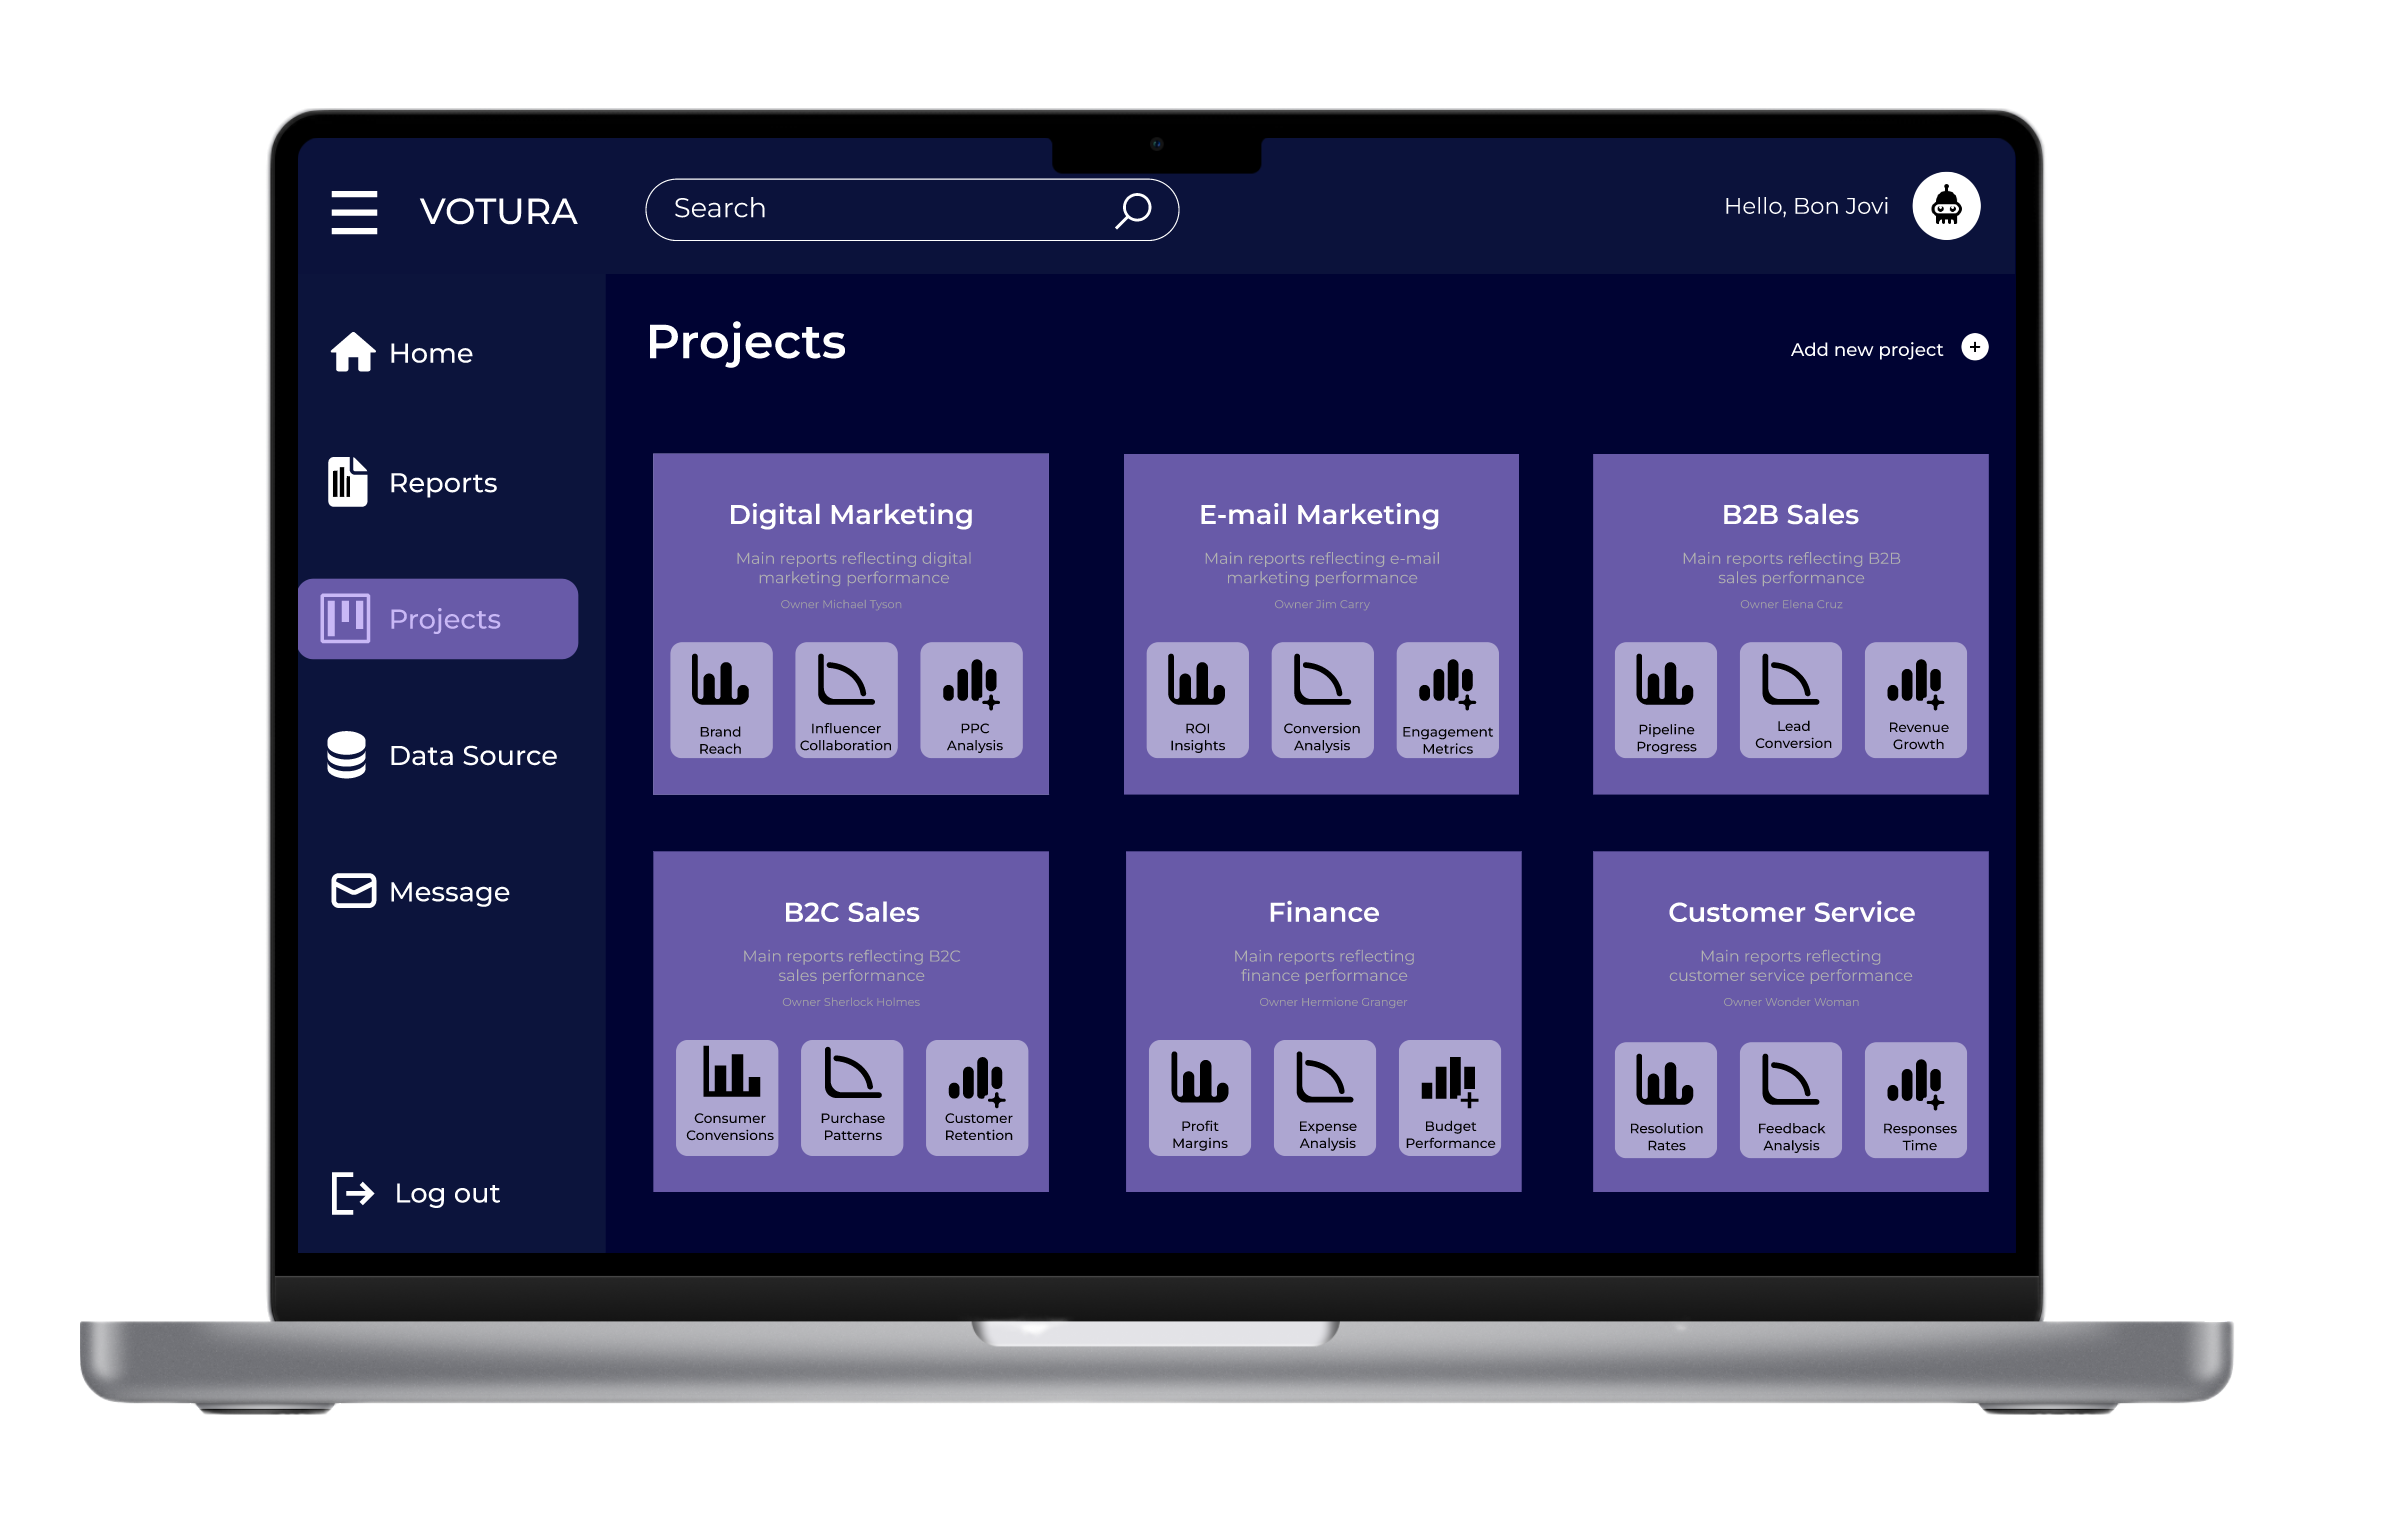 VOTURA
Search
Hello, Bon Jovi
Home
Reports
Projects
Data Source
Message
Log out
Projects
Add new project
Digital Marketing
Main reports reflecting digital
marketing performance
Owner Michael Tyson
Brand
Reach
Influencer
Collaboration
PPC
Analysis
E-mail Marketing
Main reports reflecting e-mail
marketing performance
Owner Jim Carry
ROI
Insights
Conversion
Analysis
Engagement
Metrics
B2B Sales
Main reports reflecting B2B
sales performance
Owner Elena Cruz
Pipeline
Progress
Lead
Conversion
Revenue
Growth
B2C Sales
Main reports reflecting B2C
sales performance
Owner Sherlock Holmes
Consumer
Convensions
Purchase
Patterns
Customer
Retention
Finance
Main reports reflecting
finance performance
Owner Hermione Granger
Profit
Margins
Expense
Analysis
Budget
Performance
Customer Service
Main reports reflecting
customer service performance
Owner Wonder Woman
Resolution
Rates
Feedback
Analysis
Responses
Time